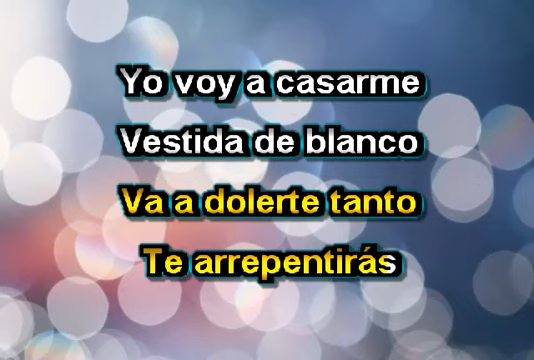 Yo voy a casarme
Vestida de blanco
Va a dolerte tanto
Te arrepentirás